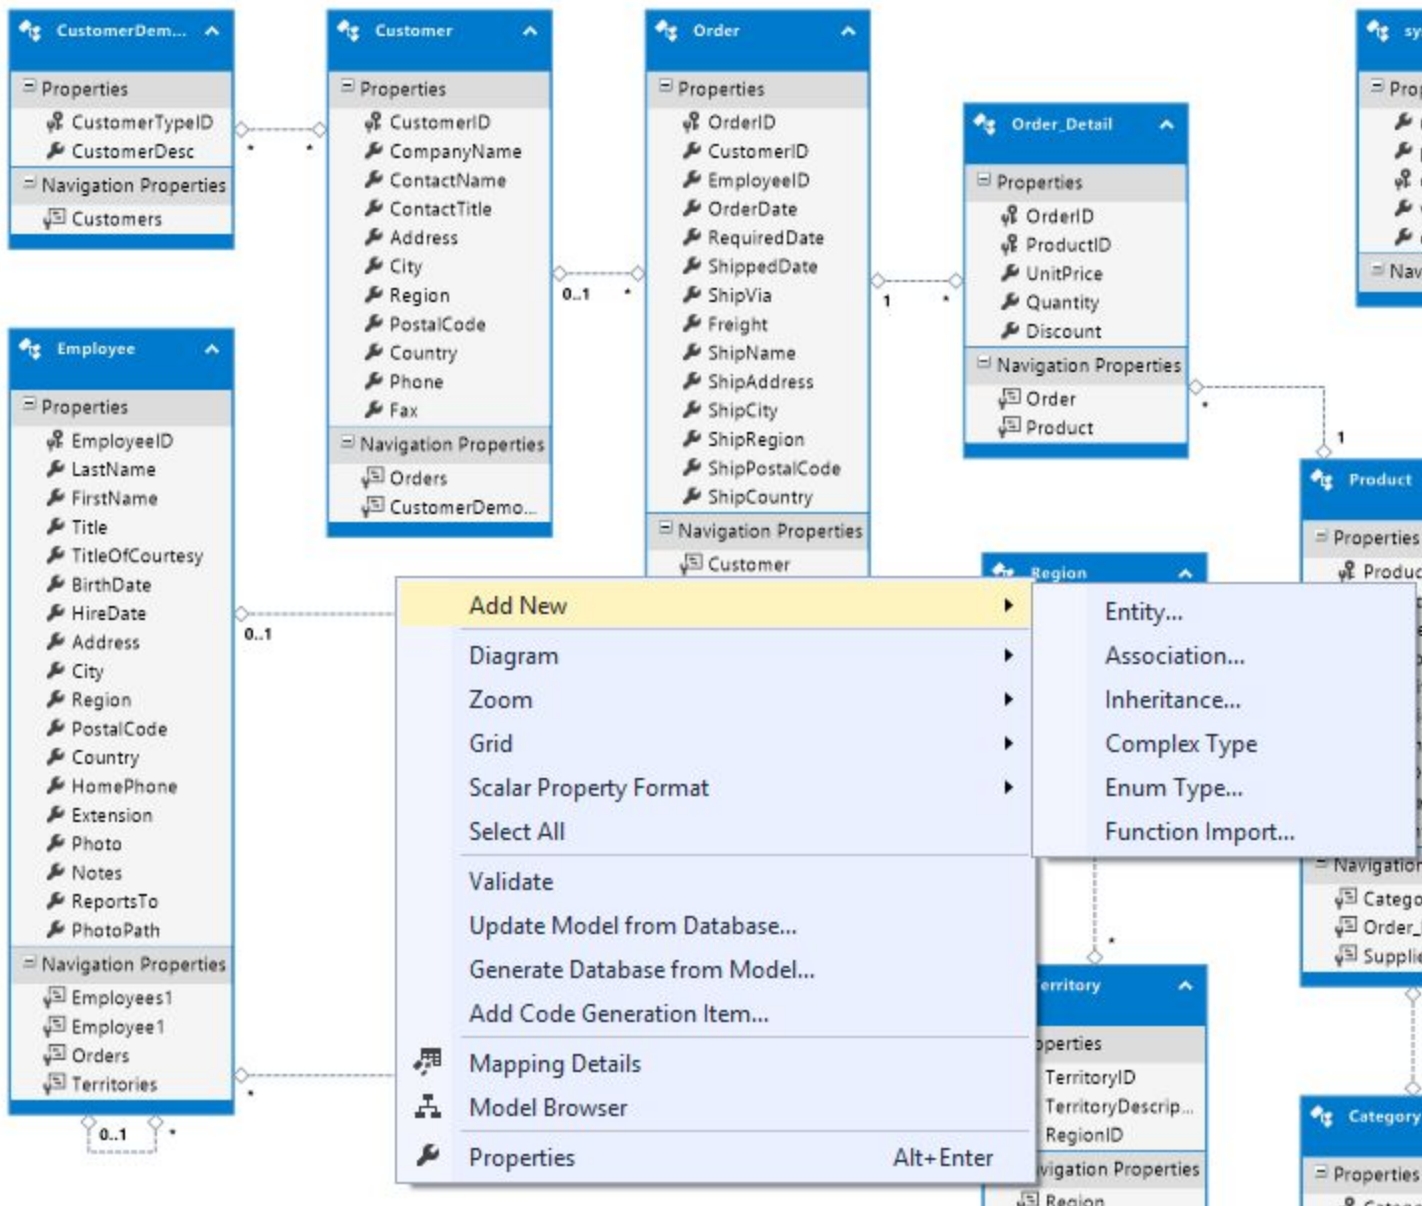 CustomerDem...
Properties
CustomerTypeID
CustomerDesc
Navigation Properties
Customers
*
*
Customer
Properties
CustomerID
CompanyName
ContactName
ContactTitle
Address
City
Region
PostalCode
Country
Phone
Fax
Navigation Properties
Orders
CustomerDemo...
0..1
*
Order
Properties
OrderID
CustomerID
EmployeeID
OrderDate
RequiredDate
ShippedDate
ShipVia
Freight
ShipName
ShipAddress
ShipCity
ShipRegion
ShipPostalCode
ShipCountry
Navigation Properties
Customer
1
*
Order_Detail
Properties
OrderID
ProductID
UnitPrice
Quantity
Discount
Navigation Properties
Order
Product
*
1
Employee
Properties
EmployeeID
LastName
FirstName
Title
TitleOfCourtesy
BirthDate
HireDate
Address
City
Region
PostalCode
Country
HomePhone
Extension
Photo
Notes
ReportsTo
PhotoPath
Navigation Properties
Employees1
Employee1
Orders
Territories
0..1
*
0..1
*
Region
Product
Properties
Add New
Diagram
Zoom
Grid
Scalar Property Format
Select All
Validate
Update Model from Database...
Generate Database from Model...
Add Code Generation Item...
Mapping Details
Model Browser
Properties Alt+Enter
Entity...
Association...
Inheritance...
Complex Type
Enum Type...
Function Import...
Navigation
*
erritory
operties
TerritoryID
TerritoryDescrip...
RegionID
vigation Properties
Region
Category
Properties